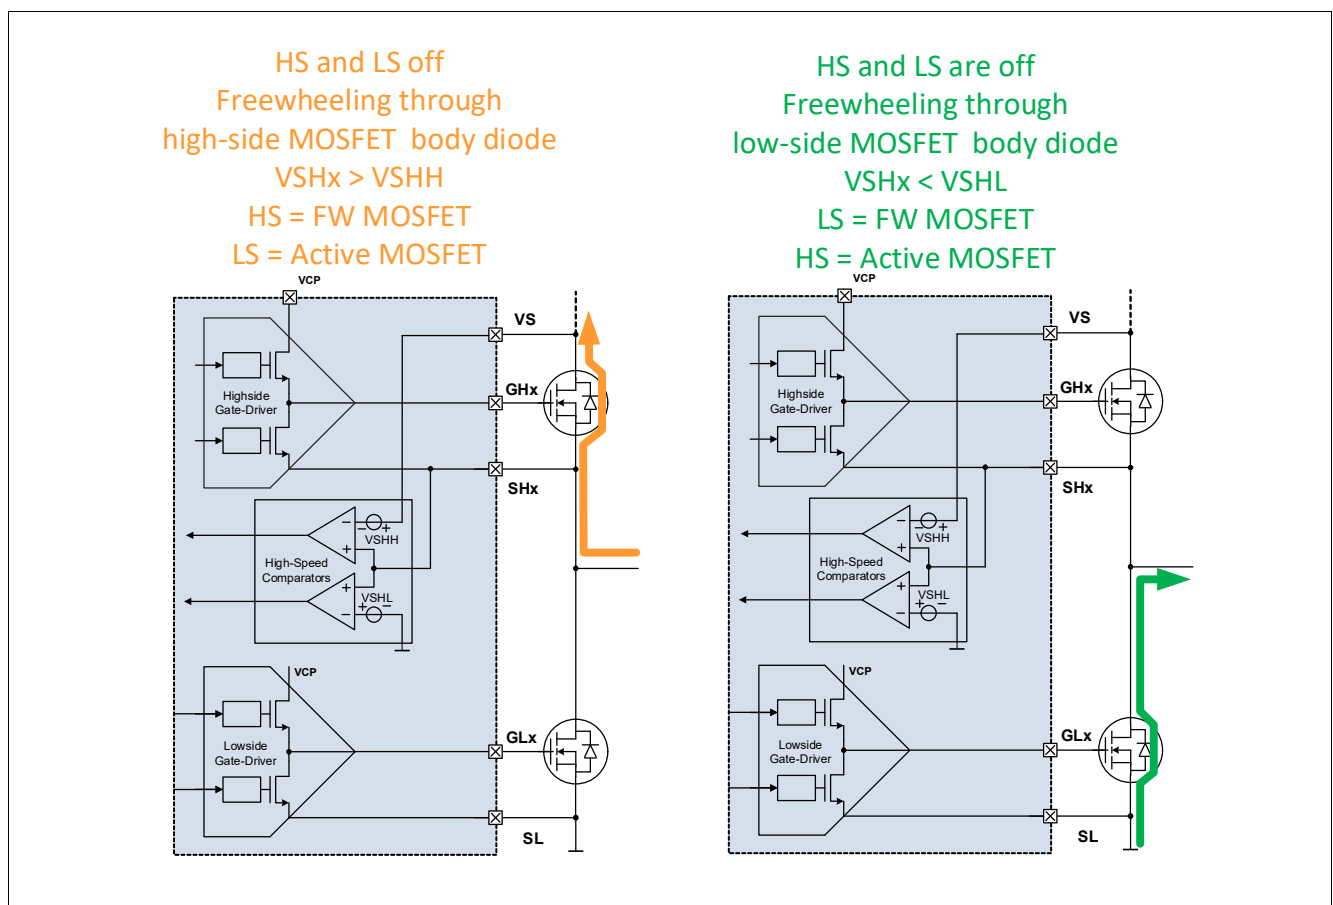 HS and LS off
Freewheeling through
high-side MOSFET body diode
VSHx > VSHH
HS = FW MOSFET
LS = Active MOSFET
VCP
VS
Highside
Gate-Driver
GHx
SHx
− − +
VSHH
+
High-Speed
Comparators
+
VSHL
− + −
VCP
Lowside
Gate-Driver
GLx
SL
HS and LS are off
Freewheeling through
low-side MOSFET body diode
VSHx < VSHL
LS = FW MOSFET
HS = Active MOSFET
VCP
VS
Highside
Gate-Driver
GHx
SHx
− − +
VSHH
+
High-Speed
Comparators
+
VSHL
− + −
VCP
Lowside
Gate-Driver
GLx
SL